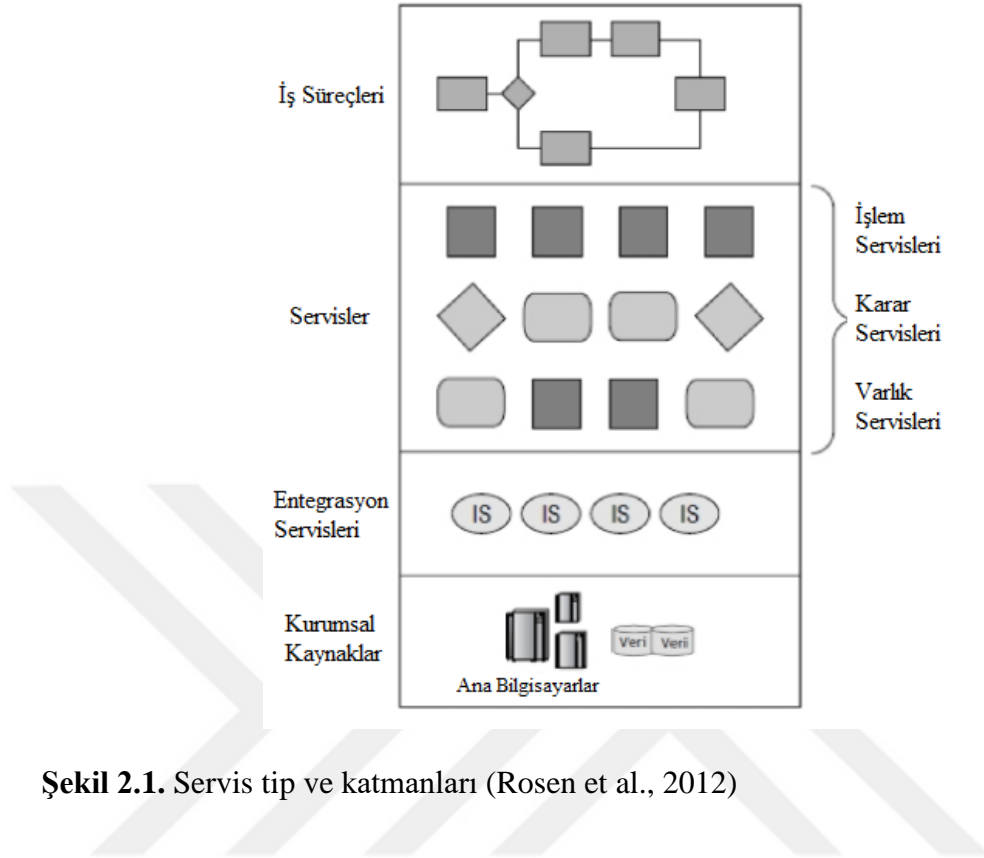 İş Süreçleri
İşlem
Servisleri
Servisler
Karar
Servisleri
Varlık
Servisleri
Entegrasyon
Servisleri
IS IS IS IS
Kurumsal
Kaynaklar
Veri Veri
Ana Bilgisayarlar
Şekil 2.1. Servis tip ve katmanları (Rosen et al., 2012)